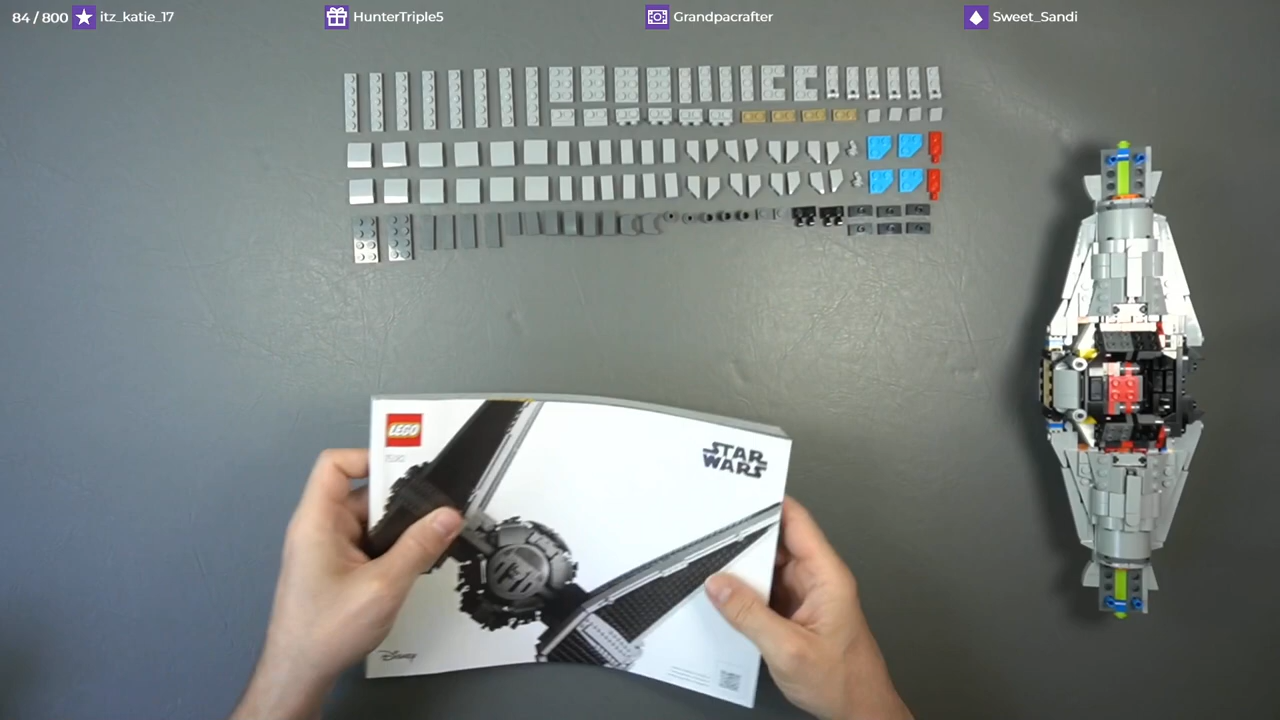 84 / 800
itz_katie_17
HunterTriple5
Grandpacrafter
Sweet_Sandi
LEGO
STAR
WARS
Disney